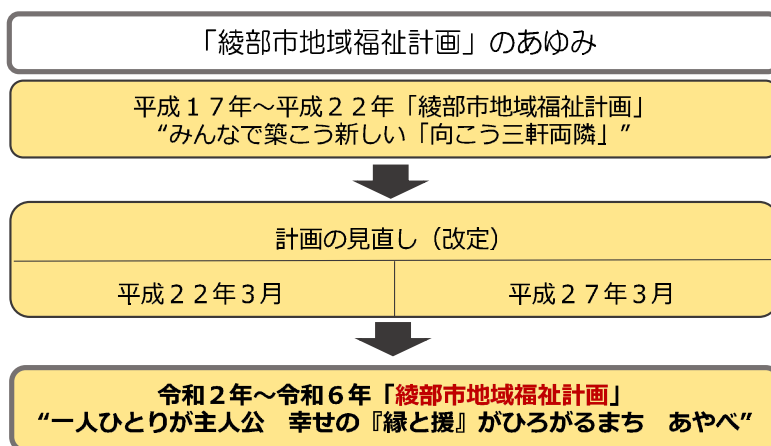 「綾部市地域福祉計画」のあゆみ
平成１７年～平成２２年「綾部市地域福祉計画」
“みんなで築こう新しい「向こう三軒両隣」”
計画の見直し（改定）
平成２２年３月
平成２７年３月
令和２年～令和６年「綾部市地域福祉計画」
“一人ひとりが主人公　幸せの『縁と援』がひろがるまち　あやべ”